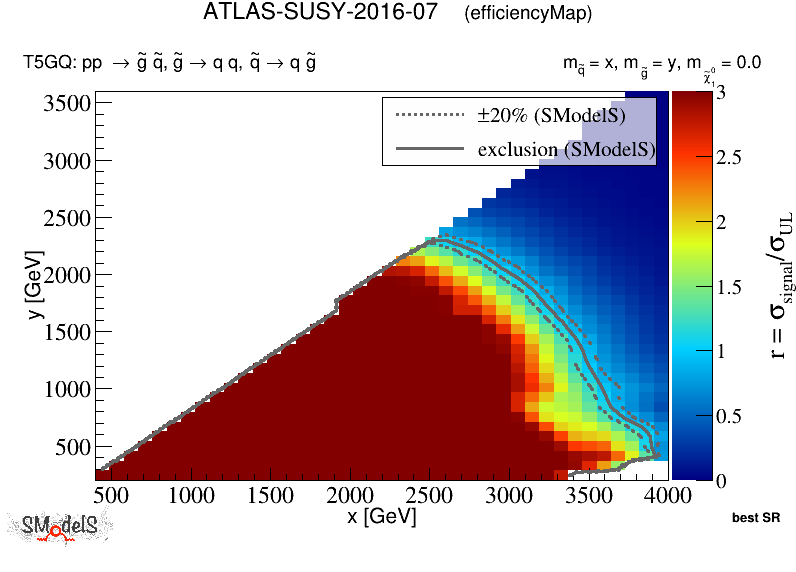 ATLAS-SUSY-2016-07 (efficiencyMap)
T5GQ: pp → g̃ q̃, g̃ → q q, q̃ → q g̃
m_q̃ = x, m_g̃ = y, m_χ̃₁⁰ = 0.0
±20% (SModelS)
exclusion (SModelS)
3500
3000
2500
2000
1500
1000
500
y [GeV]
500 1000 1500 2000 2500 3000 3500 4000
x [GeV]
3
2.5
2
1.5
1
0.5
0
r = σ_signal/σ_UL
best SR
SModelS